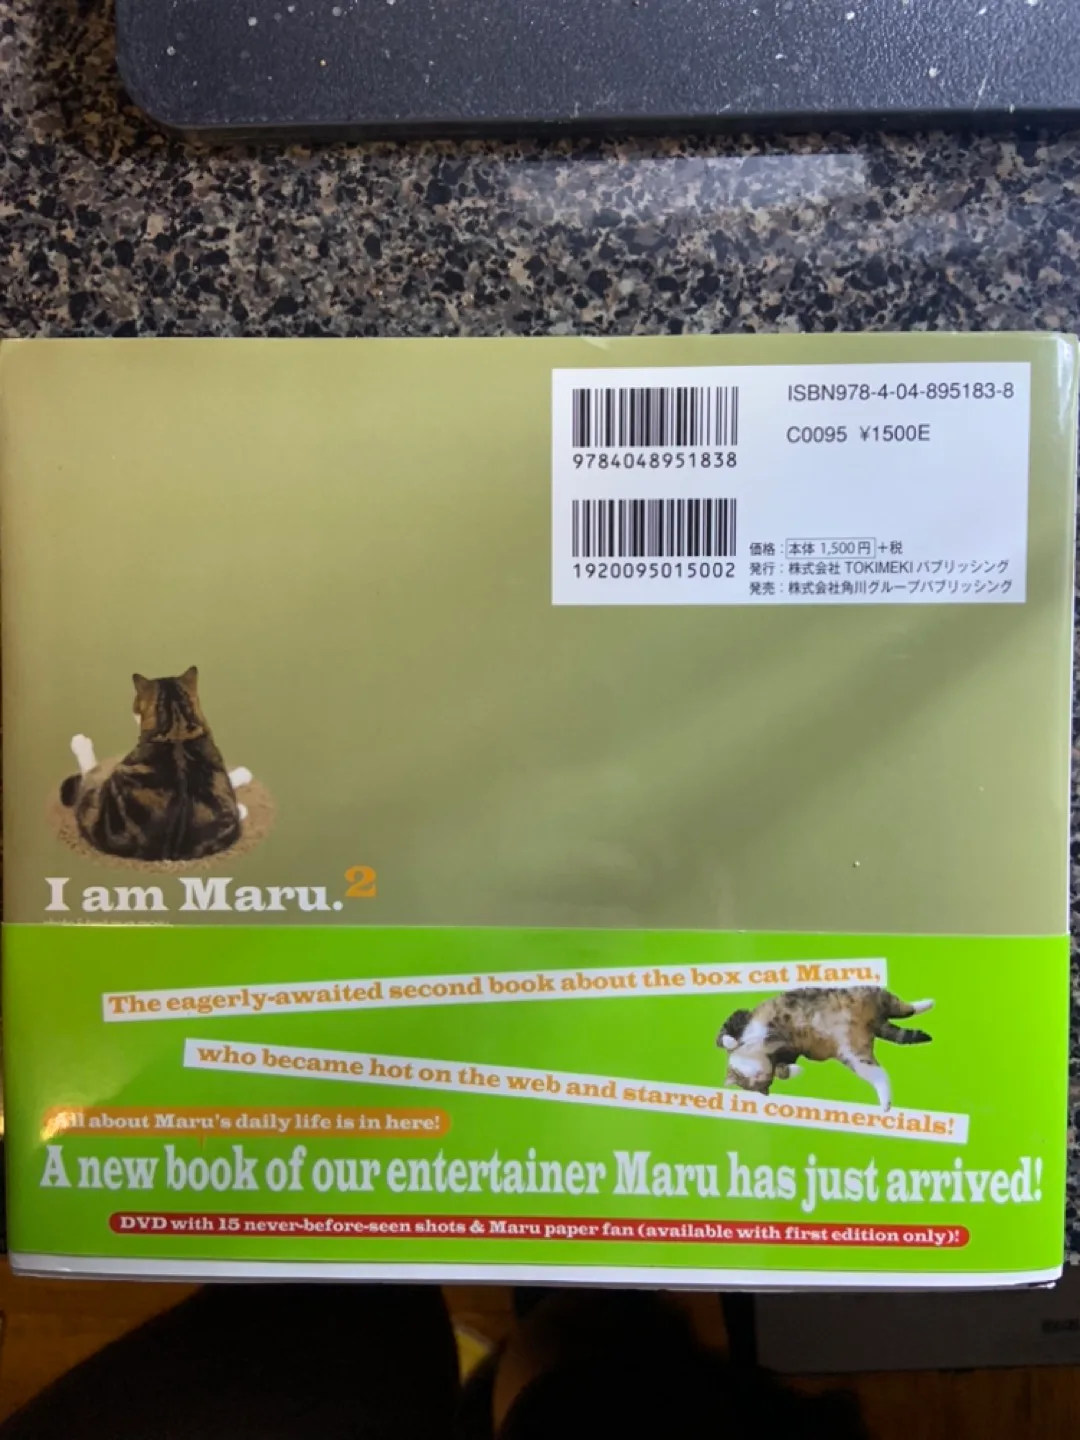 ISBN978-4-04-895183-8
C0095 ¥1500E
9784048951838
1920095015002
価格：本体 1,500円＋税
発行：株式会社 TOKIMEKI パブリッシング
発売：株式会社角川グループパブリッシング
I am Maru.2
The eagerly-awaited second book about the box cat Maru,
who became hot on the web and starred in commercials!
All about Maru's daily life is in here!
A new book of our entertainer Maru has just arrived!
DVD with 15 never-before-seen shots & Maru paper fan (available with first edition only)!